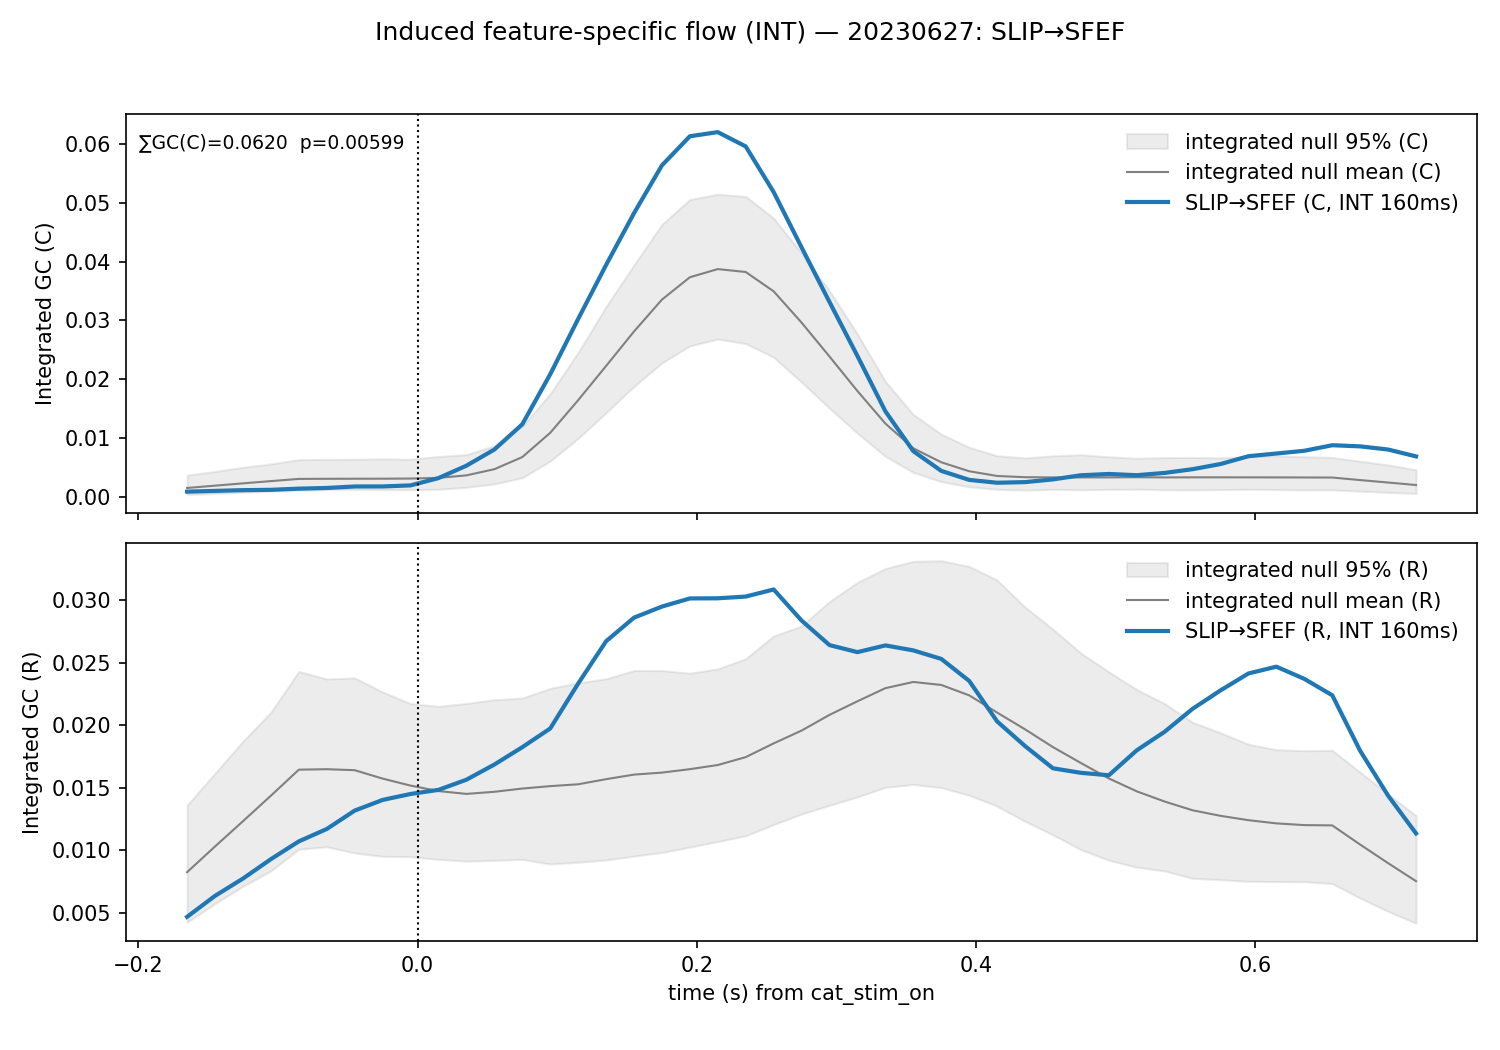 Induced feature-specific flow (INT) — 20230627: SLIP→SFEF
∑GC(C)=0.0620  p=0.00599
integrated null 95% (C)
integrated null mean (C)
SLIP→SFEF (C, INT 160ms)
Integrated GC (C)
0.06
0.05
0.04
0.03
0.02
0.01
0.00
integrated null 95% (R)
integrated null mean (R)
SLIP→SFEF (R, INT 160ms)
Integrated GC (R)
0.030
0.025
0.020
0.015
0.010
0.005
−0.2
0.0
0.2
0.4
0.6
time (s) from cat_stim_on